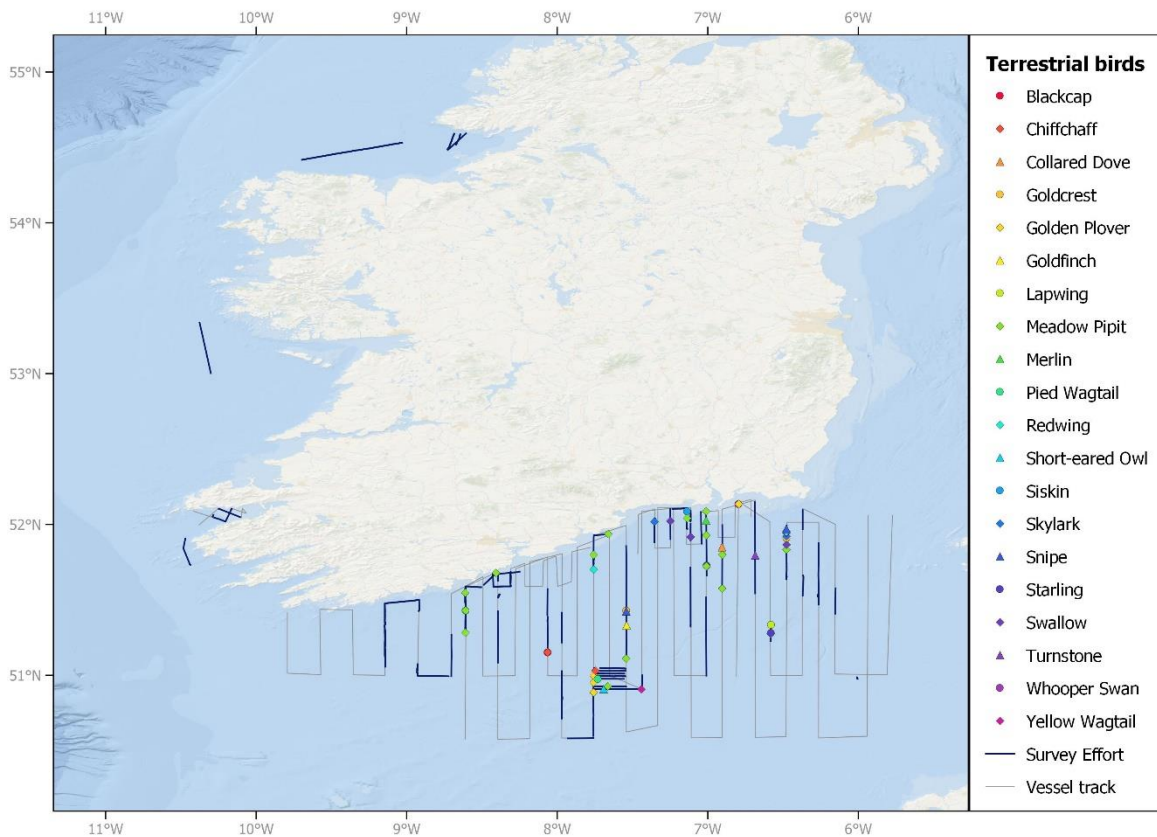 11°W 10°W 9°W 8°W 7°W 6°W
55°N
54°N
53°N
52°N
51°N
11°W 10°W 9°W 8°W 7°W 6°W
Terrestrial birds
Blackcap
Chiffchaff
Collared Dove
Goldcrest
Golden Plover
Goldfinch
Lapwing
Meadow Pipit
Merlin
Pied Wagtail
Redwing
Short-eared Owl
Siskin
Skylark
Snipe
Starling
Swallow
Turnstone
Whooper Swan
Yellow Wagtail
Survey Effort
Vessel track